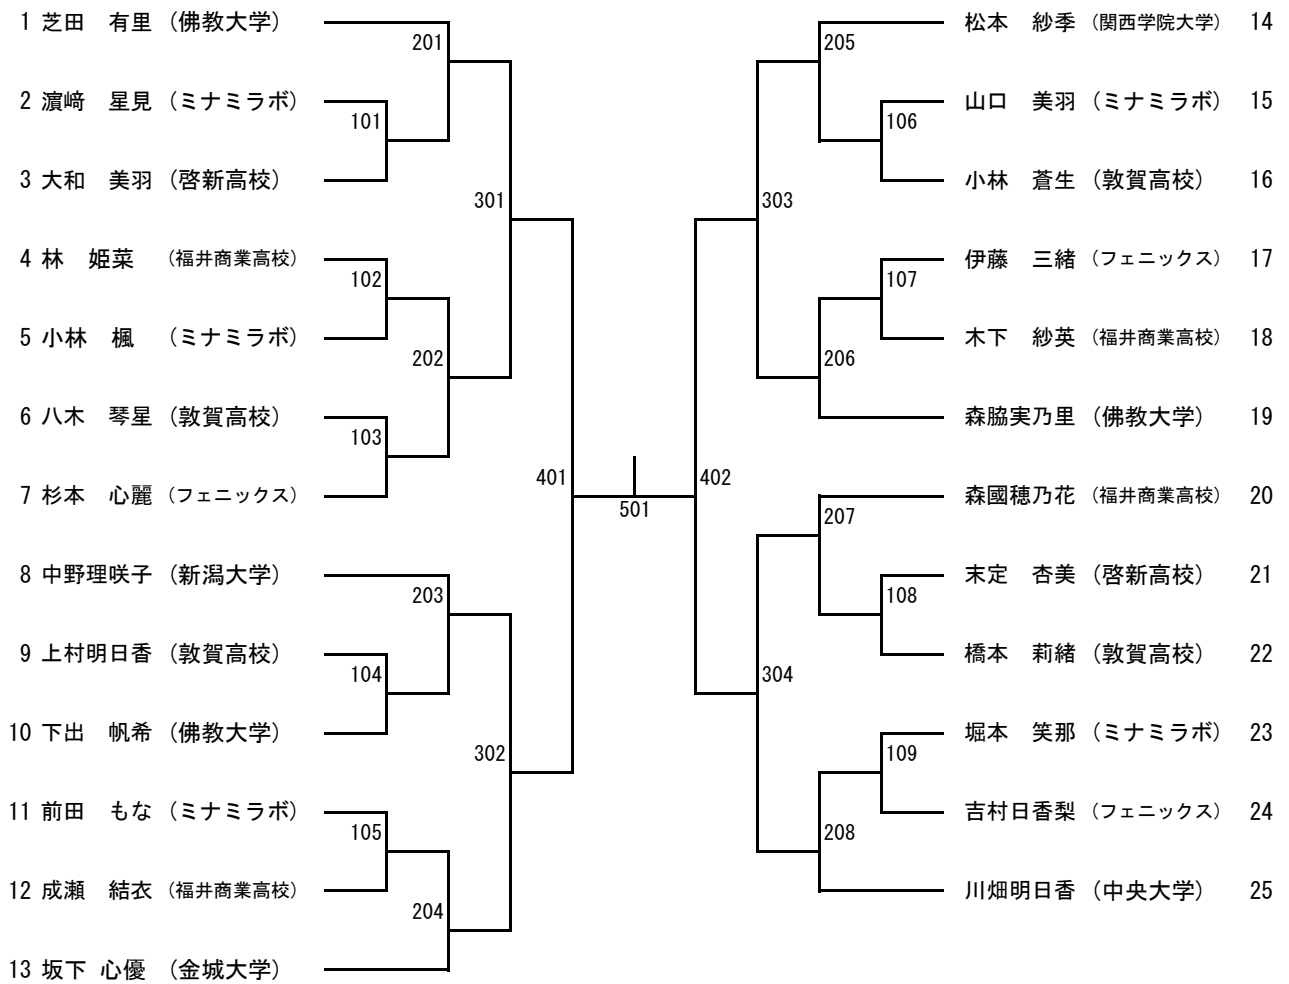 1 芝田　有里 (佛教大学)
201
2 濵﨑　星見 (ミナミラボ)
101
3 大和　美羽 (啓新高校)
301
4 林　姫菜 (福井商業高校)
102
5 小林　楓 (ミナミラボ)
202
6 八木　琴星 (敦賀高校)
103
7 杉本　心麗 (フェニックス)
401
8 中野理咲子 (新潟大学)
203
9 上村明日香 (敦賀高校)
104
10 下出　帆希 (佛教大学)
302
11 前田　もな (ミナミラボ)
105
12 成瀬　結衣 (福井商業高校)
204
13 坂下 心優 (金城大学)
501
松本　紗季 (関西学院大学) 14
205
山口　美羽 (ミナミラボ) 15
106
小林　蒼生 (敦賀高校) 16
303
伊藤　三緒 (フェニックス) 17
107
木下　紗英 (福井商業高校) 18
206
森脇実乃里 (佛教大学) 19
402
森國穂乃花 (福井商業高校) 20
207
末定　杏美 (啓新高校) 21
108
橋本　莉緒 (敦賀高校) 22
304
堀本　笑那 (ミナミラボ) 23
109
吉村日香梨 (フェニックス) 24
208
川畑明日香 (中央大学) 25